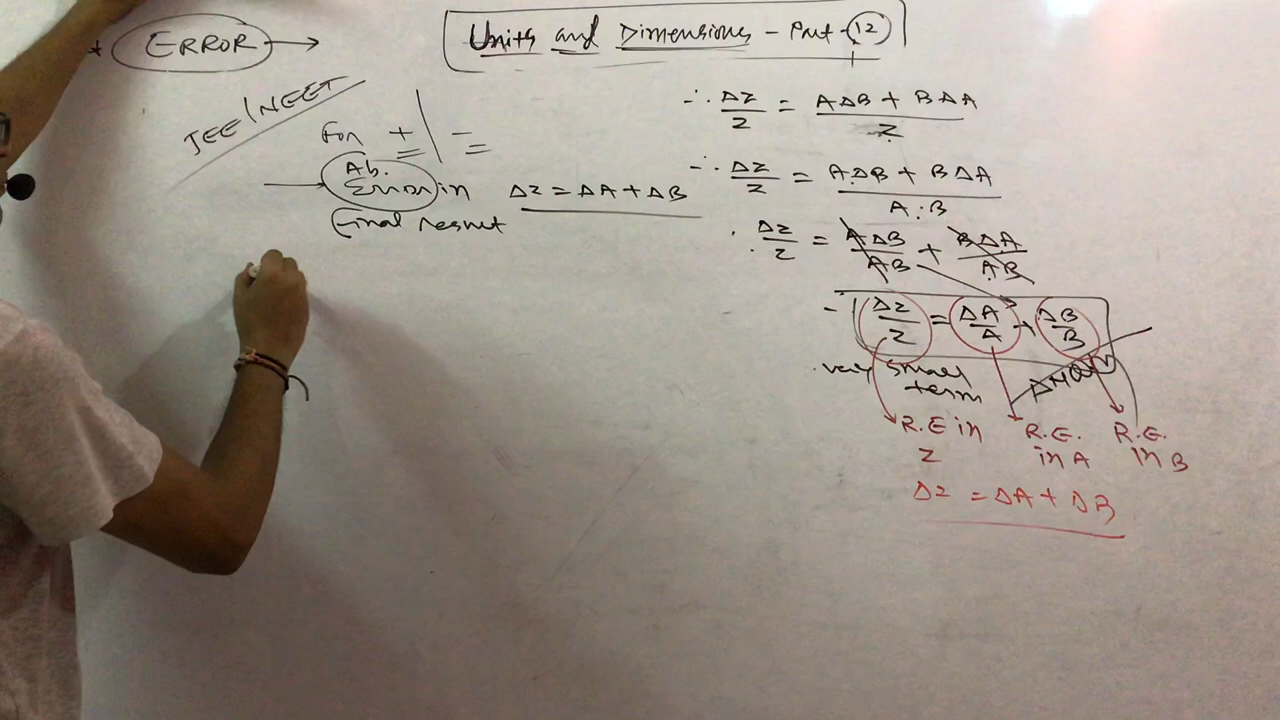 * ERROR →
Units and Dimensions - Part - 12
JEE/NEET
For + / -
Ab.
Error in ΔZ = ΔA + ΔB
final result
∴ ΔZ/Z = AΔB + BΔA/Z
∴ ΔZ/Z = AΔB + BΔA/A.B
∴ ΔZ/Z = AΔB/AB + BΔA/AB
ΔZ/Z = ΔA/A + ΔB/B
very small
term
R.E in
Z
R.E.
in A
R.E.
in B
ΔZ = ΔA + ΔB